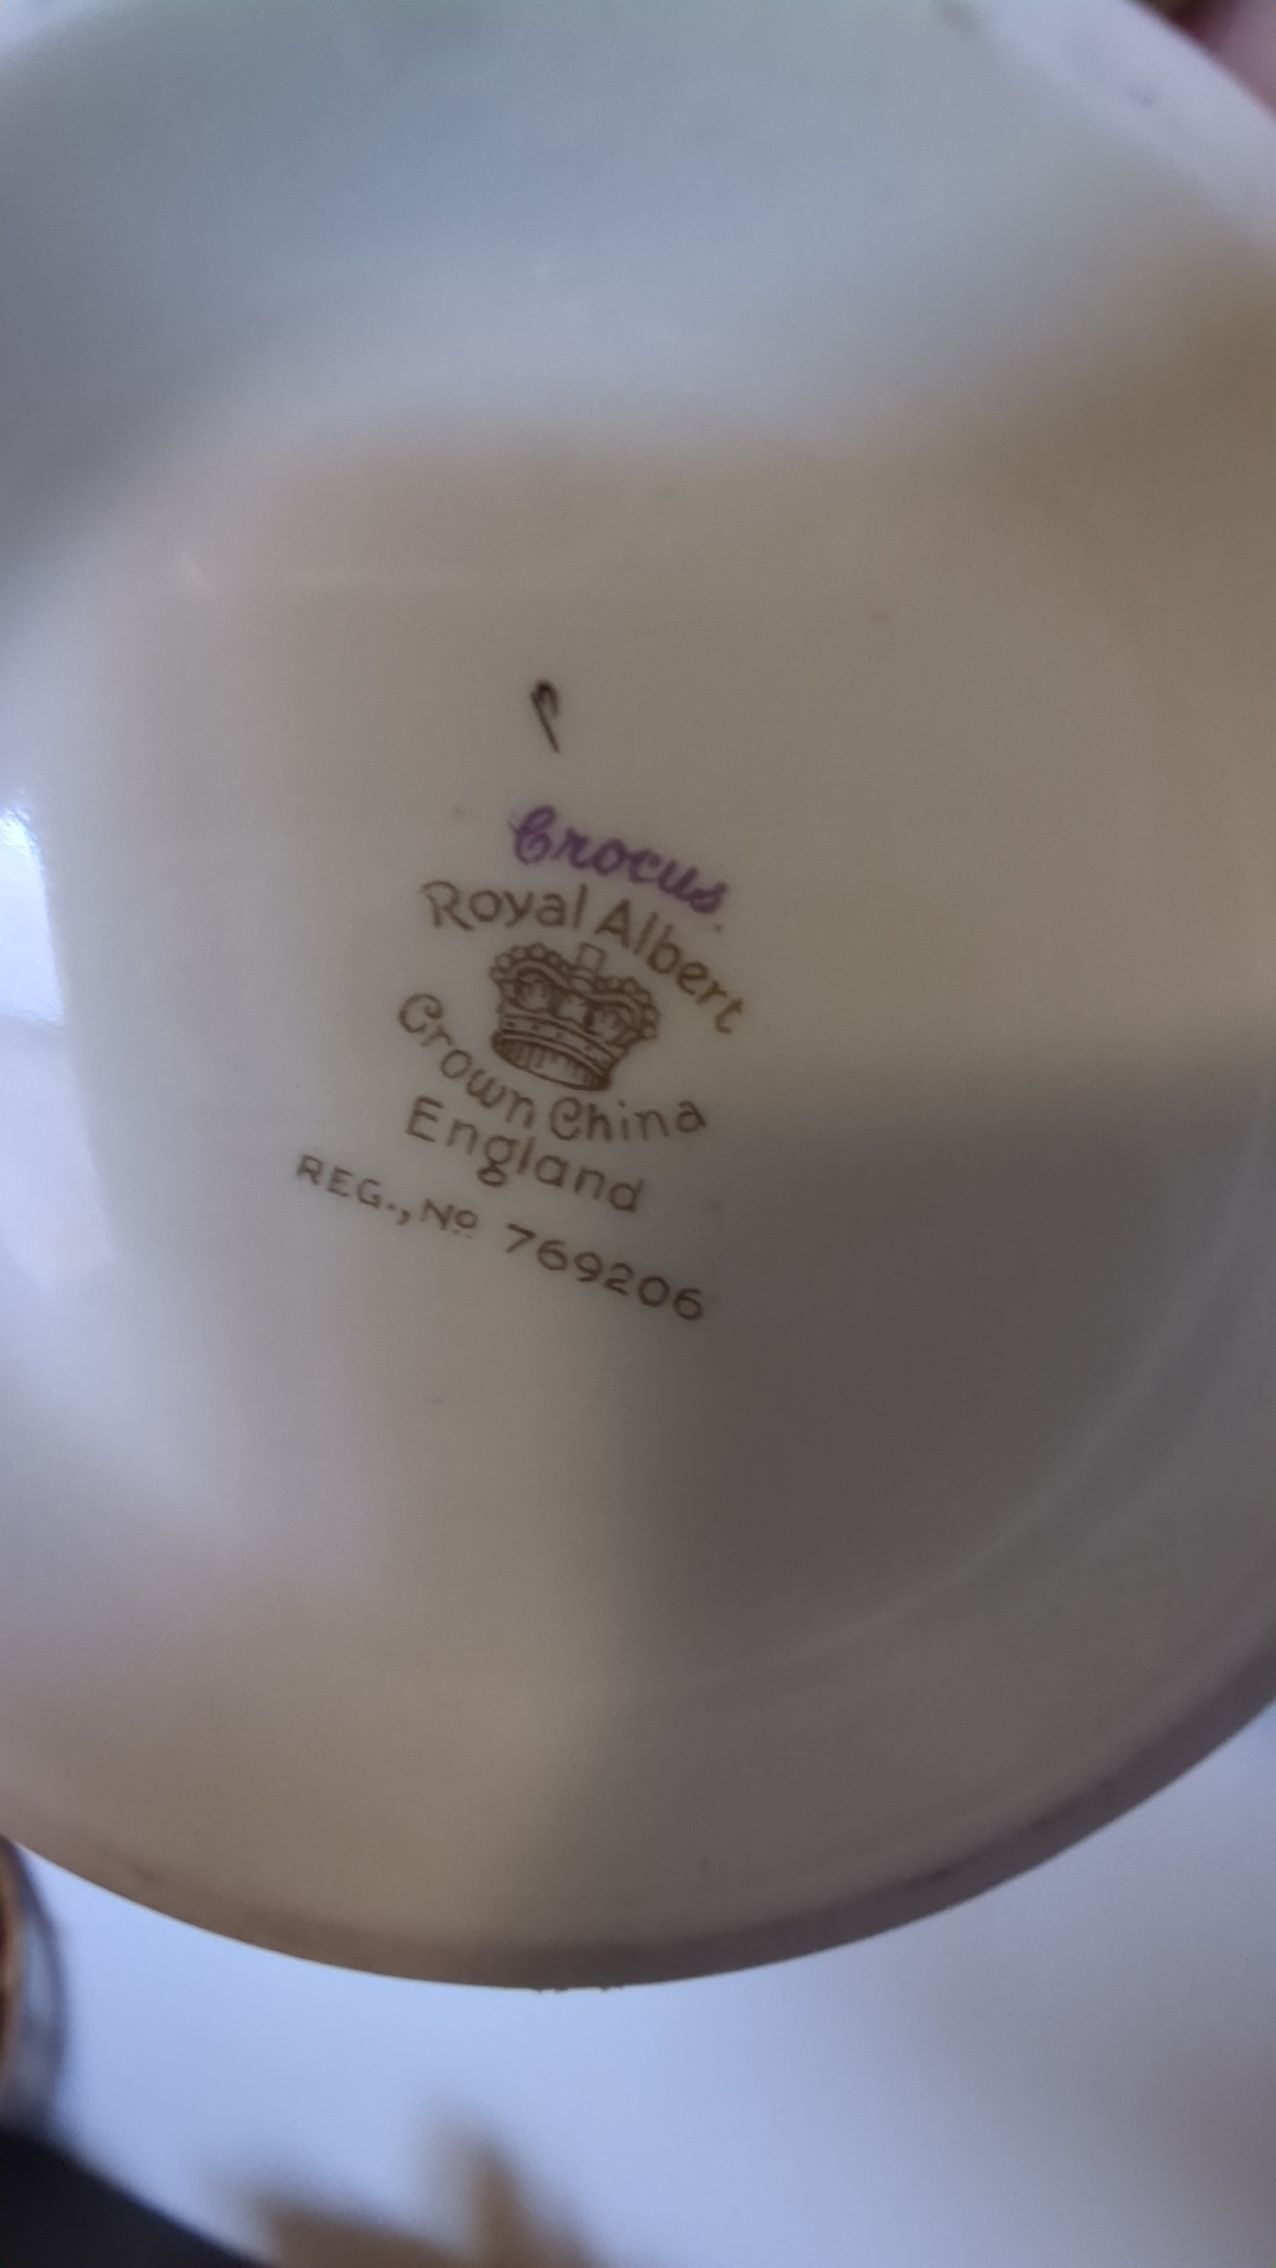 Crocus
Royal Albert
Crown China
England
REG., Nº 769206